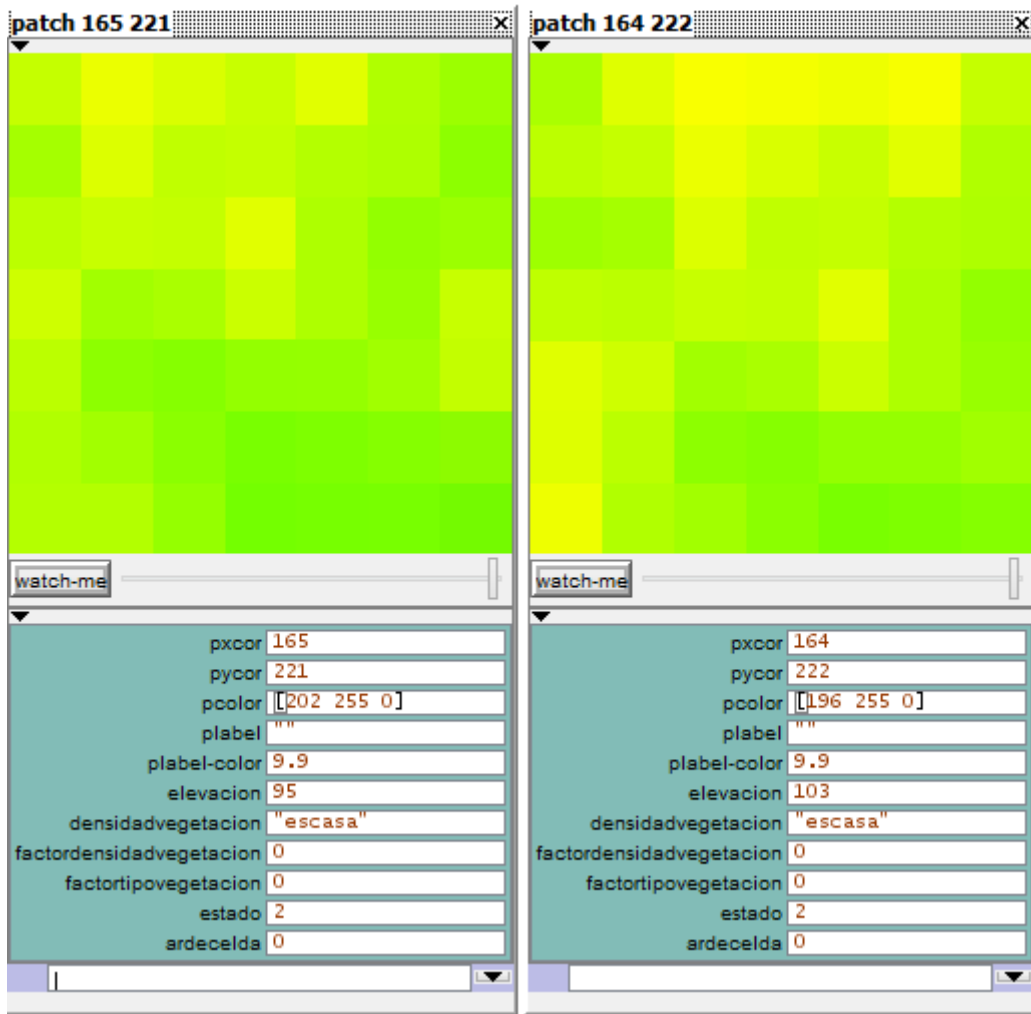 patch 165 221
watch-me
pxcor 165
pycor 221
pcolor [202 255 0]
plabel ""
plabel-color 9.9
elevacion 95
densidadvegetacion "escasa"
factordensidadvegetacion 0
factortipovegetacion 0
estado 2
ardecelda 0
patch 164 222
watch-me
pxcor 164
pycor 222
pcolor [196 255 0]
plabel ""
plabel-color 9.9
elevacion 103
densidadvegetacion "escasa"
factordensidadvegetacion 0
factortipovegetacion 0
estado 2
ardecelda 0